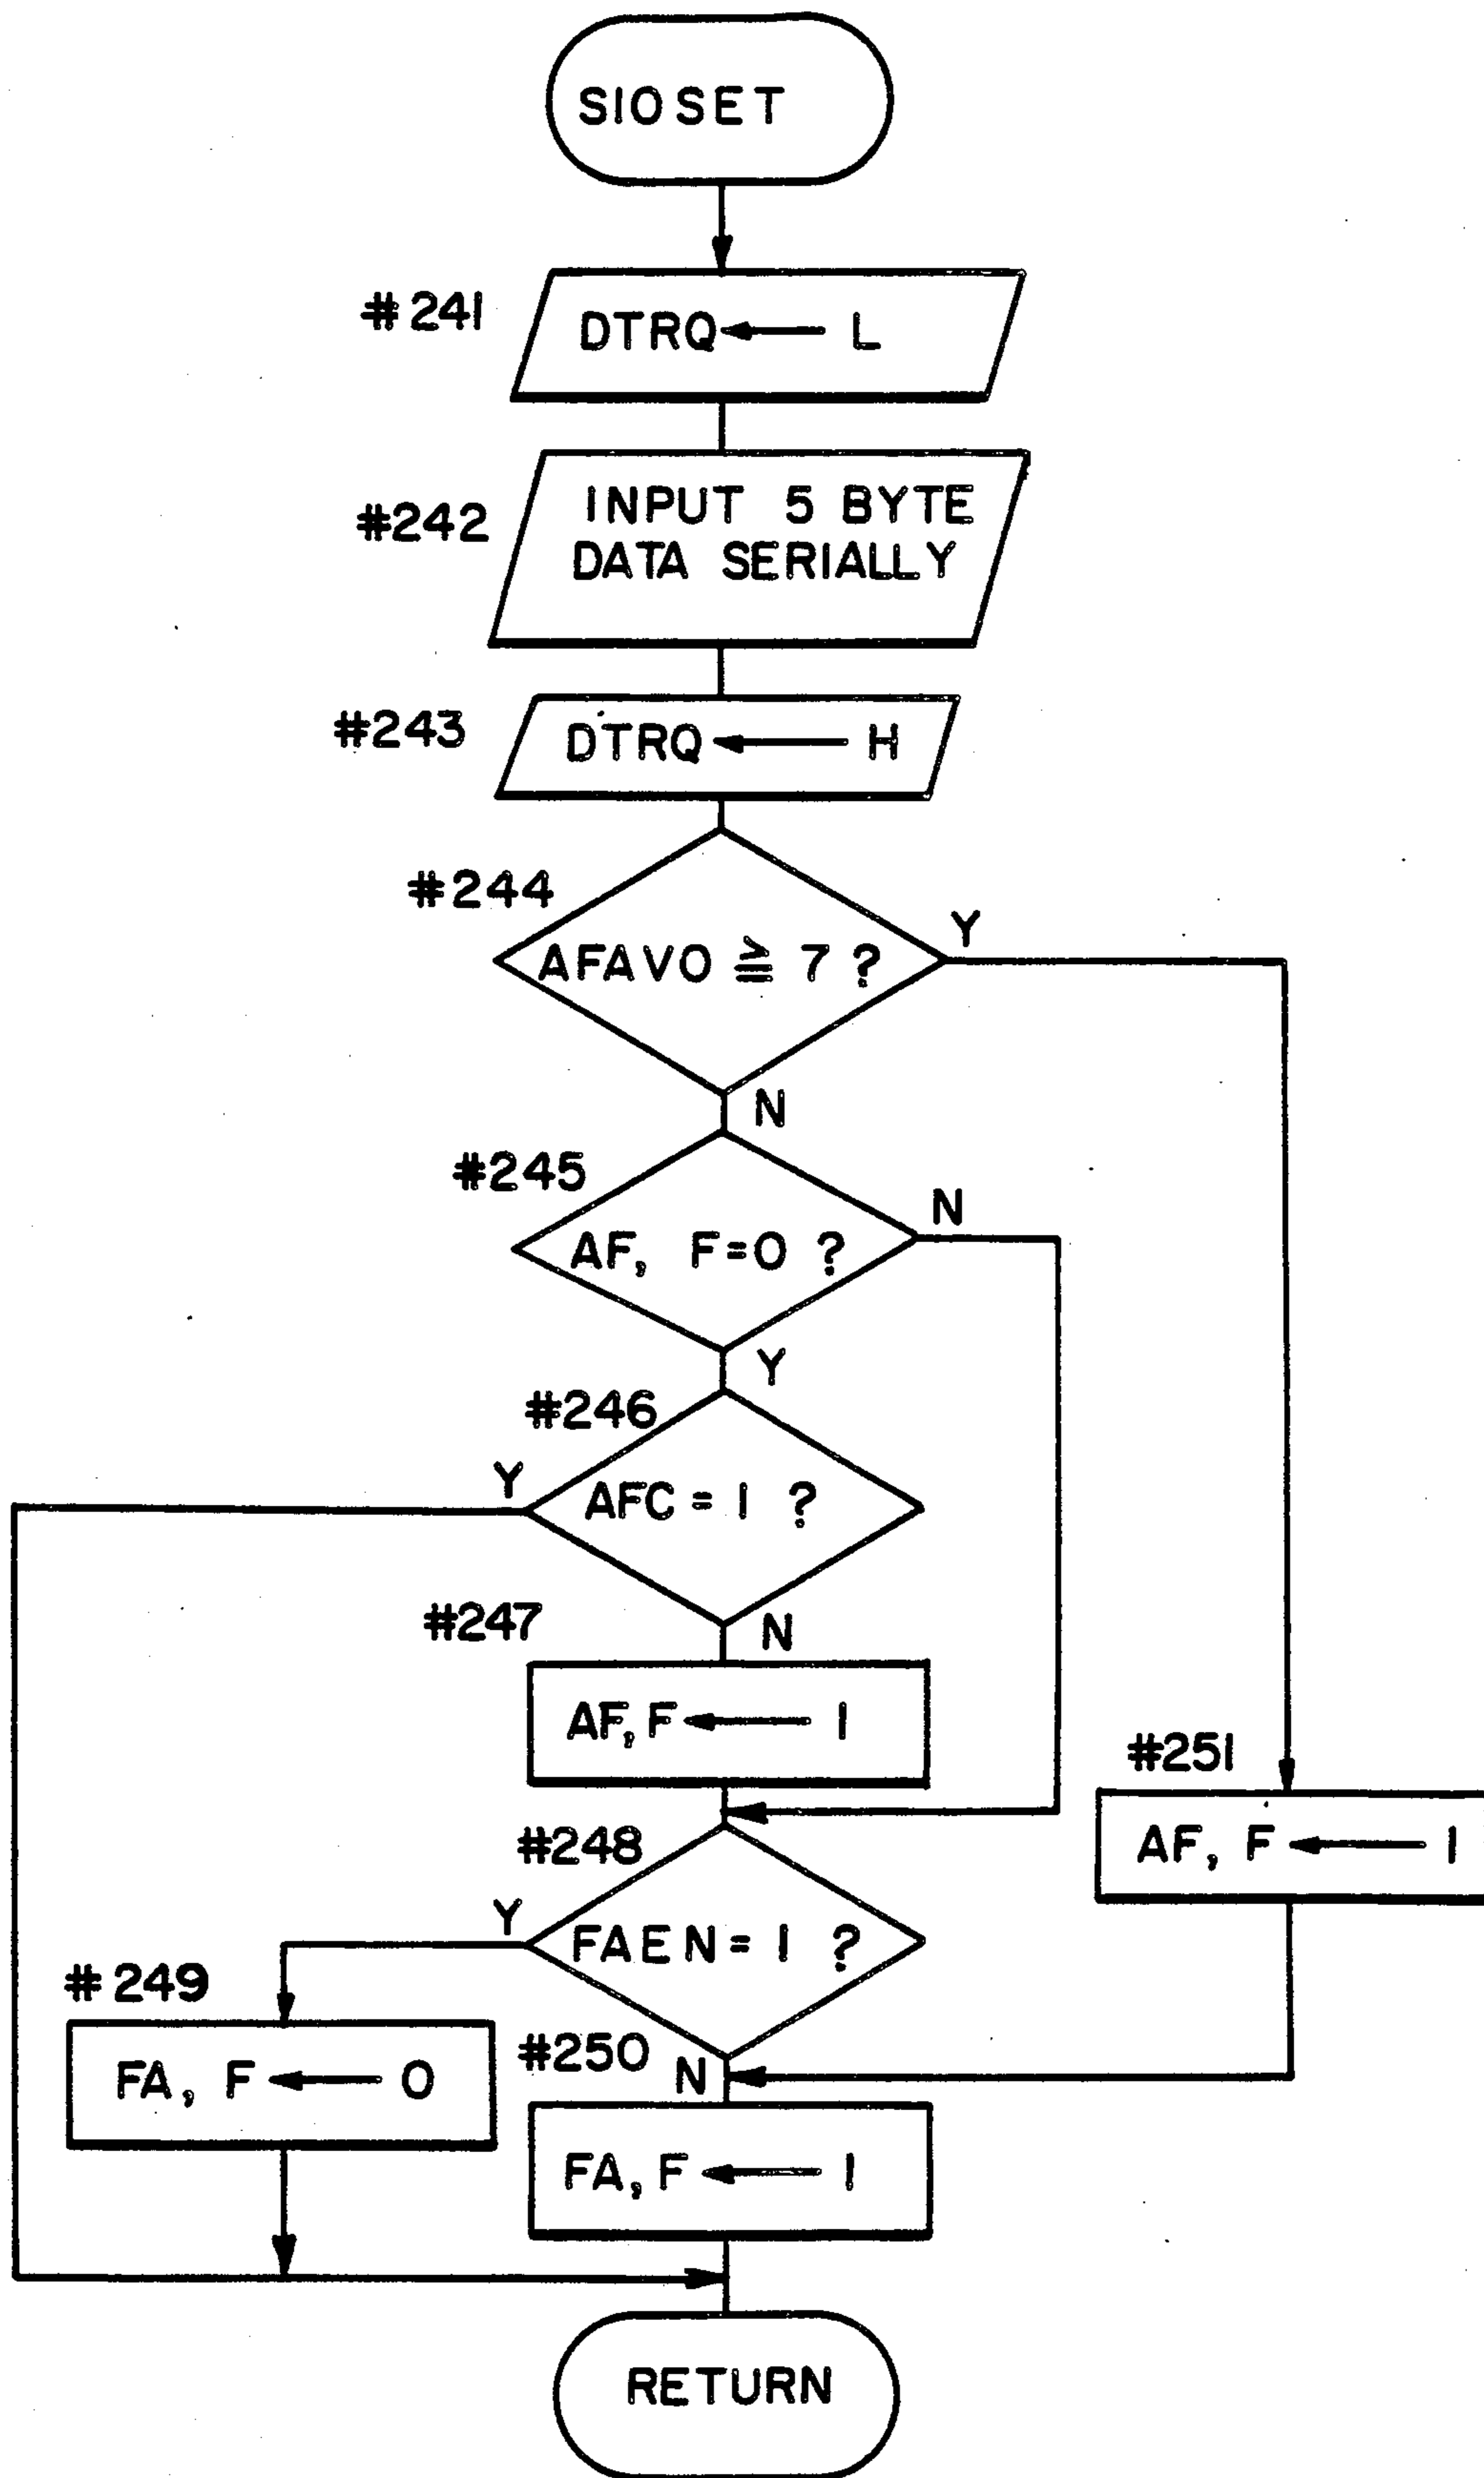 SIOSET
#241
DTRQ ← L
#242
INPUT 5 BYTE
DATA SERIALLY
#243
DTRQ ← H
#244
AFAVO ≧ 7 ?
Y
N
#245
AF, F=0 ?
N
Y
#246
AFC = 1 ?
Y
N
#247
AF, F ← 1
#251
AF, F ← 1
#248
FAEN = 1 ?
Y
N
#249
FA, F ← 0
#250
FA, F ← 1
RETURN